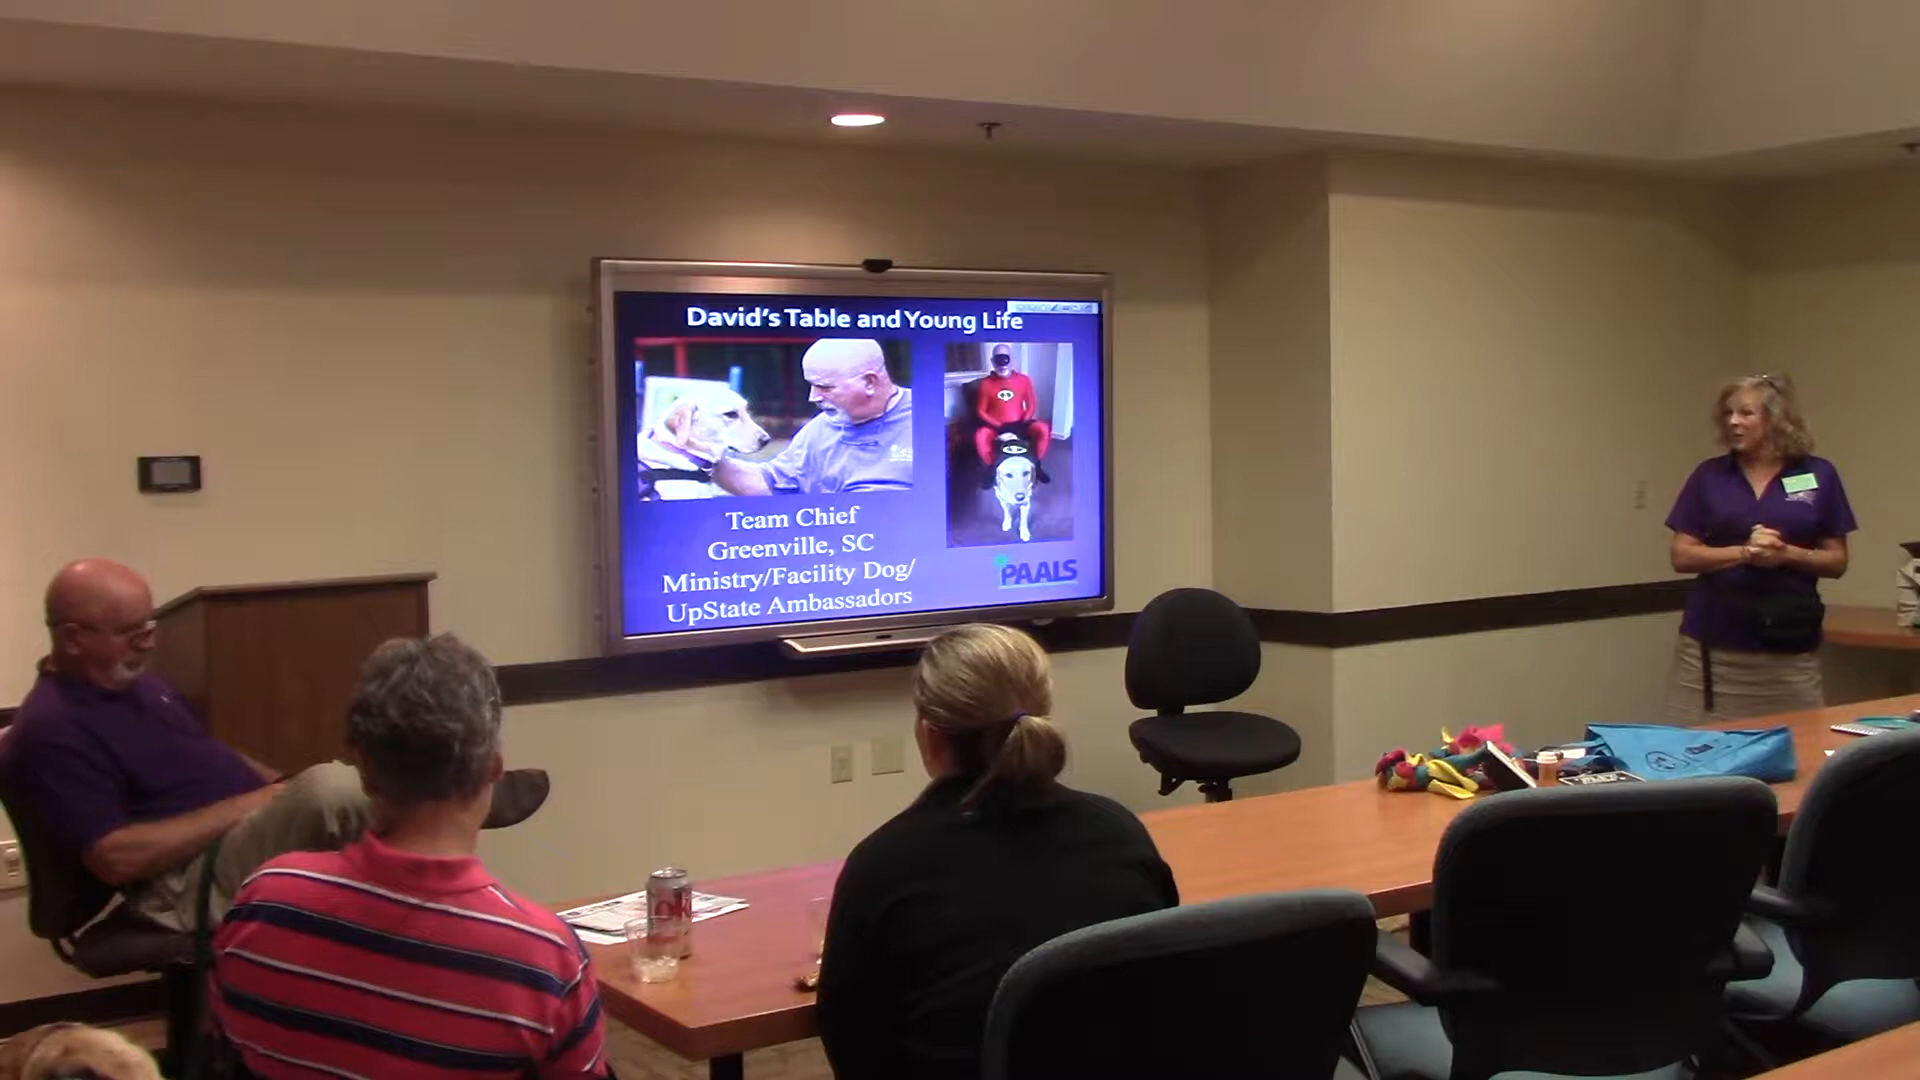 David's Table and Young Life
Team Chief
Greenville, SC
Ministry/Facility Dog/
UpState Ambassadors
PAALS